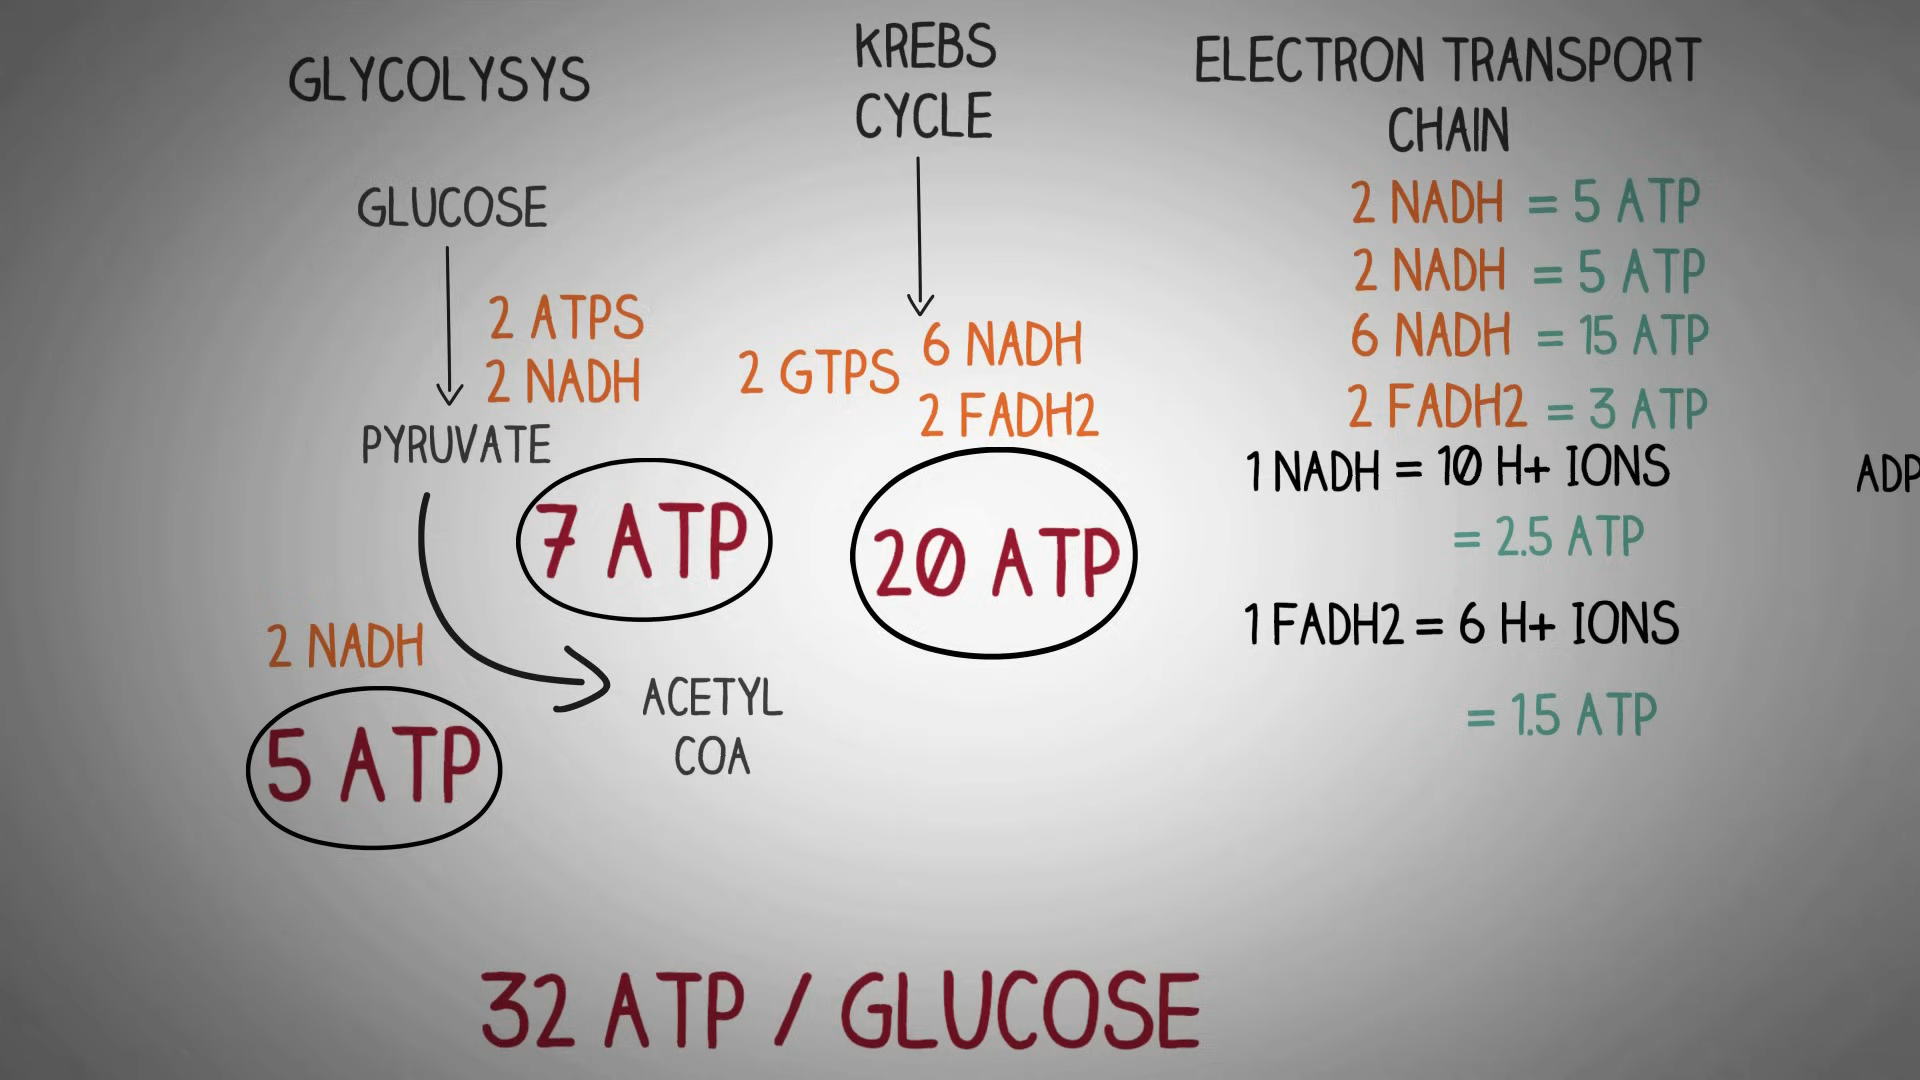 GLYCOLYSYS
GLUCOSE
2 ATPS
2 NADH
PYRUVATE
7 ATP
2 NADH
5 ATP
ACETYL
COA
KREBS
CYCLE
2 GTPS
6 NADH
2 FADH2
20 ATP
ELECTRON TRANSPORT
CHAIN
2 NADH = 5 ATP
2 NADH = 5 ATP
6 NADH = 15 ATP
2 FADH2 = 3 ATP
1 NADH = 10 H+ IONS
= 2.5 ATP
1 FADH2 = 6 H+ IONS
= 1.5 ATP
ADP
32 ATP / GLUCOSE